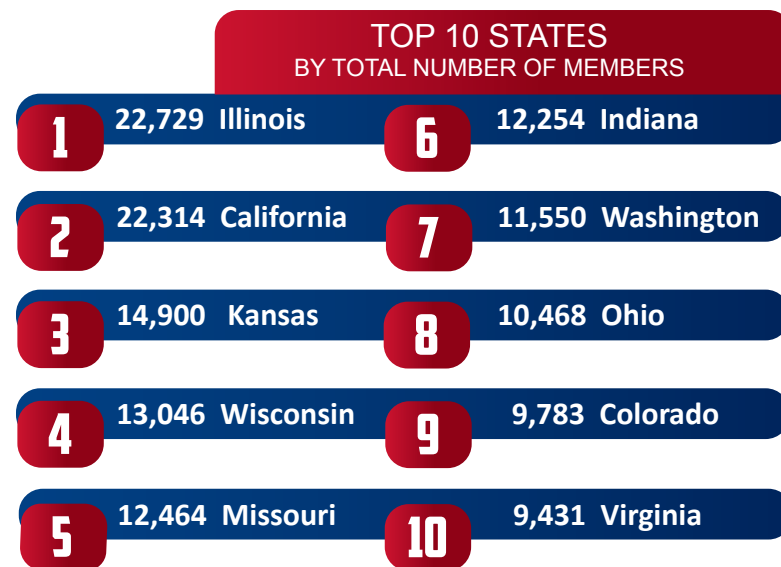 TOP 10 STATES
BY TOTAL NUMBER OF MEMBERS
1 22,729 Illinois
2 22,314 California
3 14,900 Kansas
4 13,046 Wisconsin
5 12,464 Missouri
6 12,254 Indiana
7 11,550 Washington
8 10,468 Ohio
9 9,783 Colorado
10 9,431 Virginia